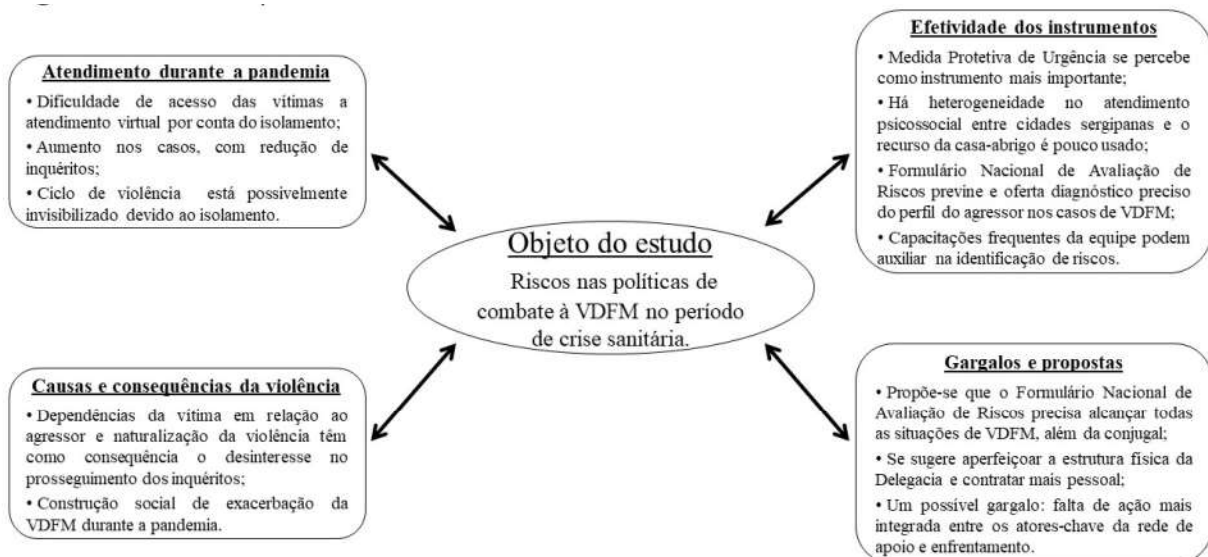 Atendimento durante a pandemia
• Dificuldade de acesso das vítimas a
atendimento virtual por conta do isolamento;
• Aumento nos casos, com redução de
inquéritos;
• Ciclo de violência está possivelmente
invisibilizado devido ao isolamento.
Efetividade dos instrumentos
• Medida Protetiva de Urgência se percebe
como instrumento mais importante;
• Há heterogeneidade no atendimento
psicossocial entre cidades sergipanas e o
recurso da casa-abrigo é pouco usado;
• Formulário Nacional de Avaliação de
Riscos previne e oferta diagnóstico preciso
do perfil do agressor nos casos de VDFM;
• Capacitações frequentes da equipe podem
auxiliar na identificação de riscos.
Objeto do estudo
Riscos nas políticas de
combate à VDFM no período
de crise sanitária.
Causas e consequências da violência
• Dependências da vítima em relação ao
agressor e naturalização da violência têm
como consequência o desinteresse no
prosseguimento dos inquéritos;
• Construção social de exacerbação da
VDFM durante a pandemia.
Gargalos e propostas
• Propõe-se que o Formulário Nacional de
Avaliação de Riscos precisa alcançar todas
as situações de VDFM, além da conjugal;
• Se sugere aperfeiçoar a estrutura física da
Delegacia e contratar mais pessoal;
• Um possível gargalo: falta de ação mais
integrada entre os atores-chave da rede de
apoio e enfrentamento.